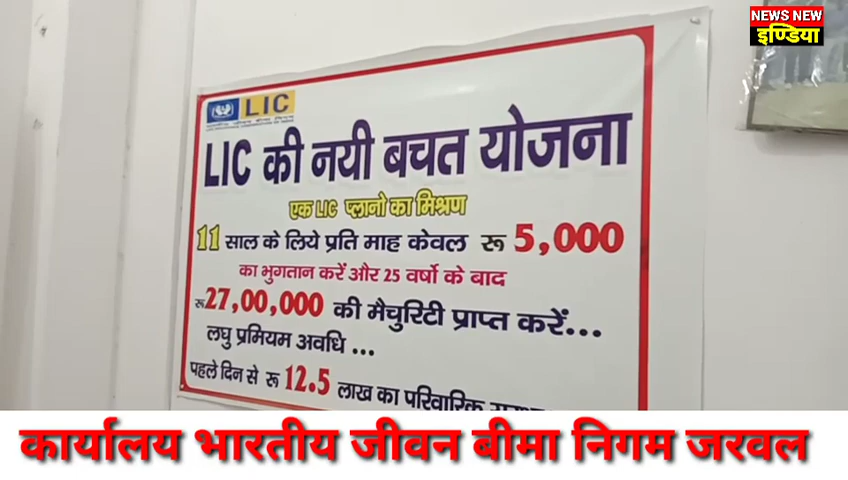 NEWS NEW
इण्डिया
LIC
LIC की नयी बचत योजना
एक LIC प्लानो का मिश्रण
11 साल के लिये प्रति माह केवल रू 5,000
का भुगतान करें और 25 वर्षो के बाद
रू 27,00,000 की मैचुरिटी प्राप्त करें...
लघु प्रमियम अवधि ...
पहले दिन से रू 12.5 लाख का परिवारिक
कार्यालय भारतीय जीवन बीमा निगम जरवल